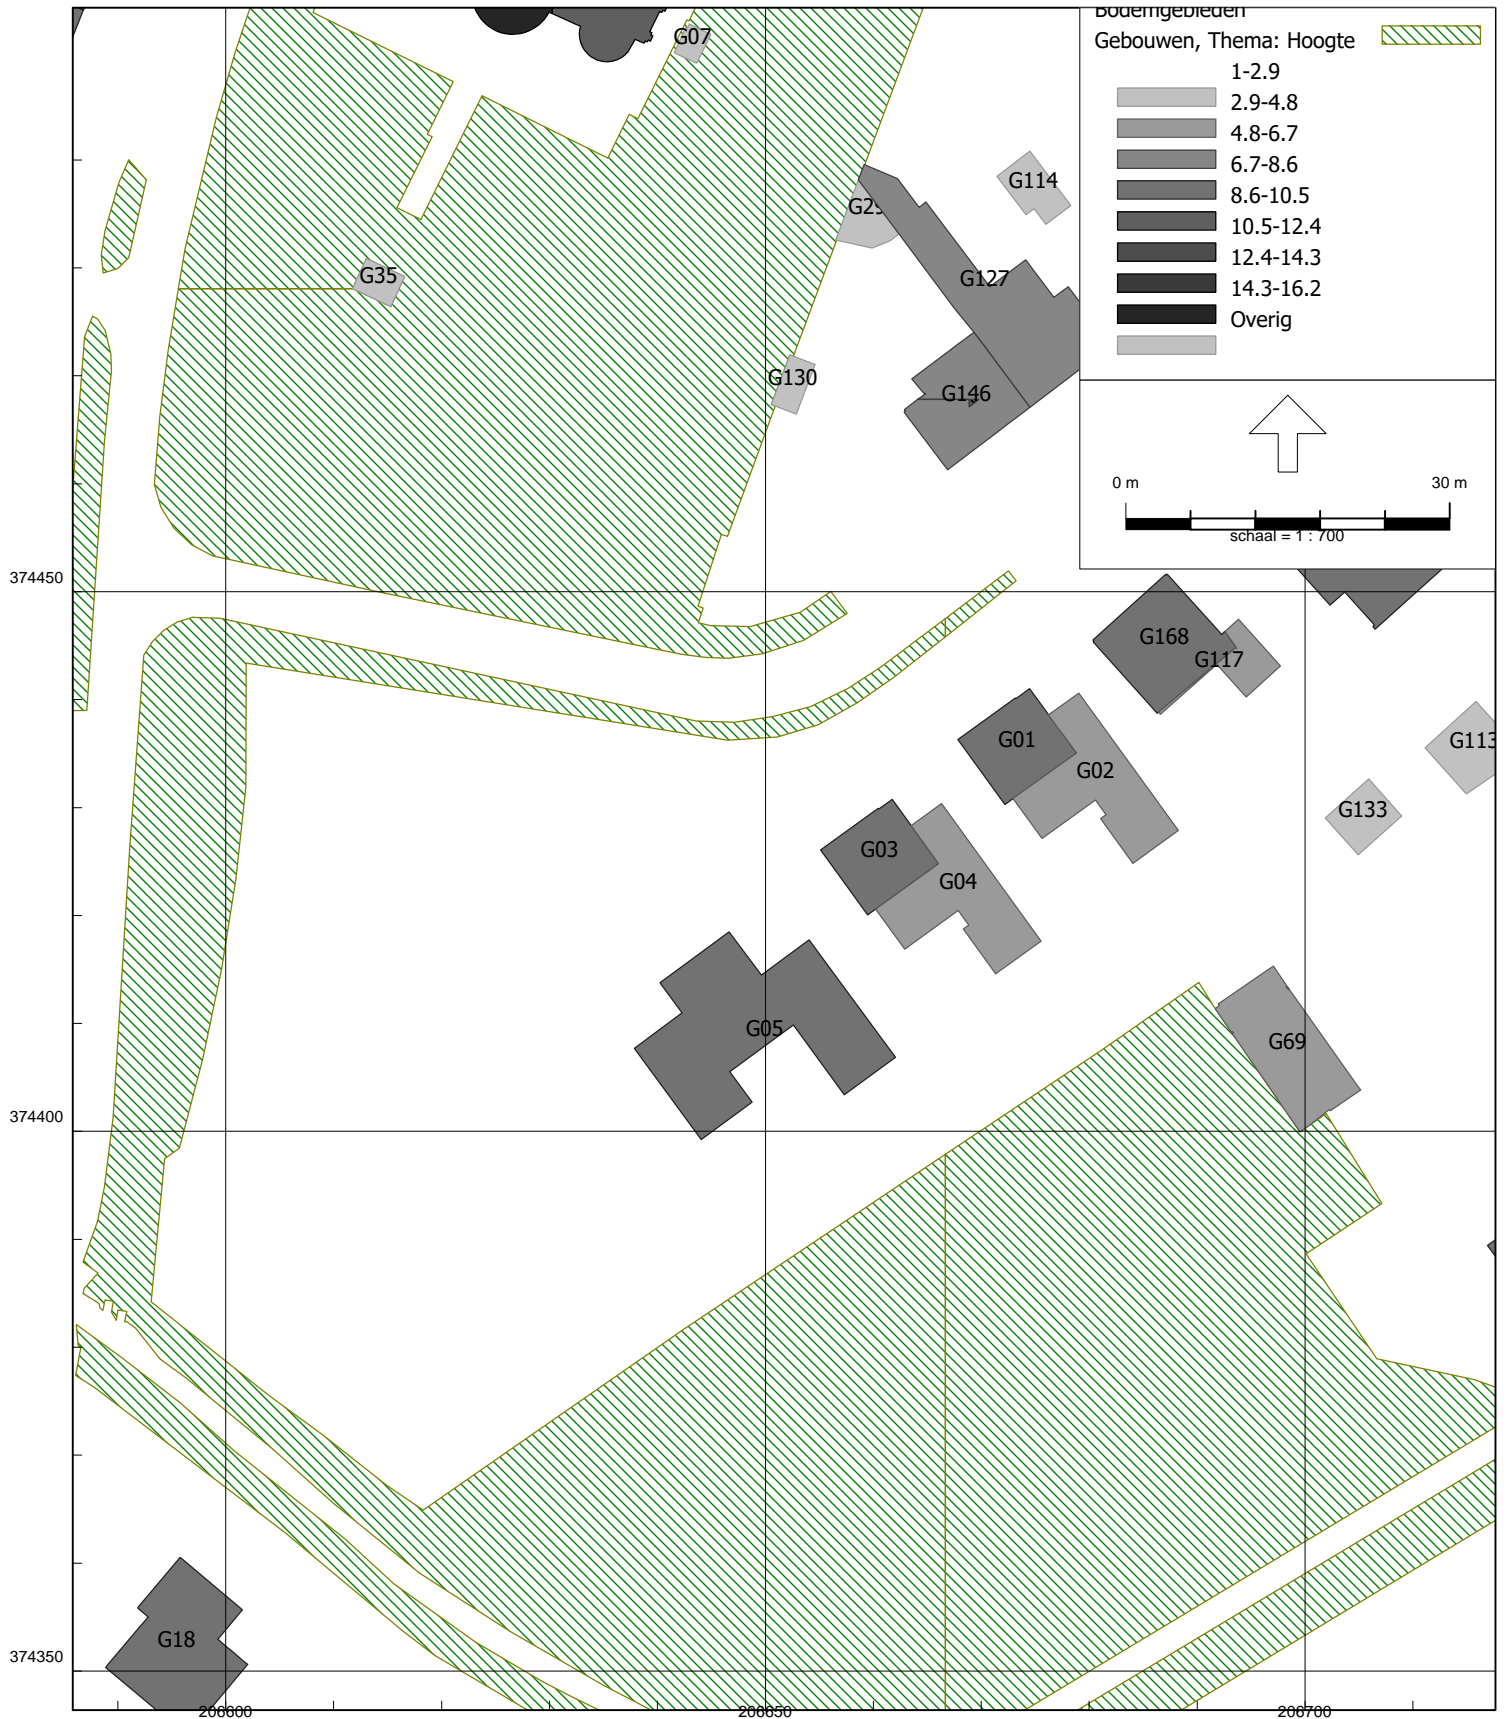 Bodemgebieden
Gebouwen, Thema: Hoogte
1-2.9
2.9-4.8
4.8-6.7
6.7-8.6
8.6-10.5
10.5-12.4
12.4-14.3
14.3-16.2
Overig
0 m 30 m
schaal = 1 : 700
G07
G114
G29
G35
G127
G130
G146
374450
G168
G117
G01
G113
G02
G133
G03
G04
G05
G69
374400
G18
374350
206600 206650 206700